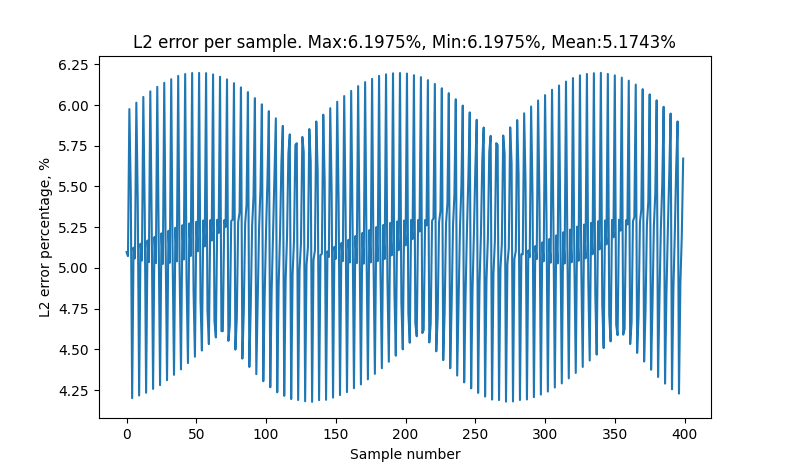 L2 error per sample. Max:6.1975%, Min:6.1975%, Mean:5.1743%
6.25
6.00
5.75
5.50
5.25
5.00
4.75
4.50
4.25
L2 error percentage, %
0 50 100 150 200 250 300 350 400
Sample number